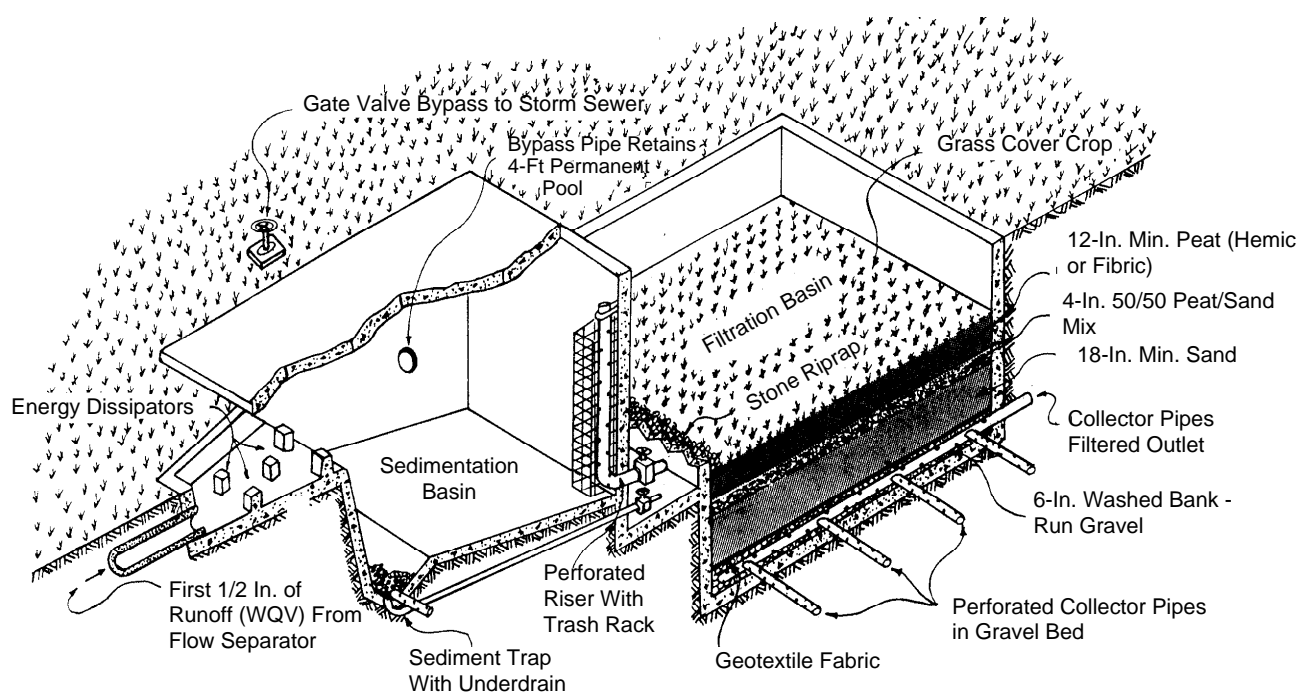 Gate Valve Bypass to Storm Sewer
Bypass Pipe Retains
4-Ft Permanent
Pool
Grass Cover Crop
12-In. Min. Peat (Hemic
or Fibric)
4-In. 50/50 Peat/Sand
Mix
18-In. Min. Sand
Filtration Basin
Stone Riprap
Energy Dissipators
Sedimentation
Basin
Collector Pipes
Filtered Outlet
6-In. Washed Bank -
Run Gravel
First 1/2 In. of
Runoff (WQV) From
Flow Separator
Perforated
Riser With
Trash Rack
Perforated Collector Pipes
in Gravel Bed
Sediment Trap
With Underdrain
Geotextile Fabric